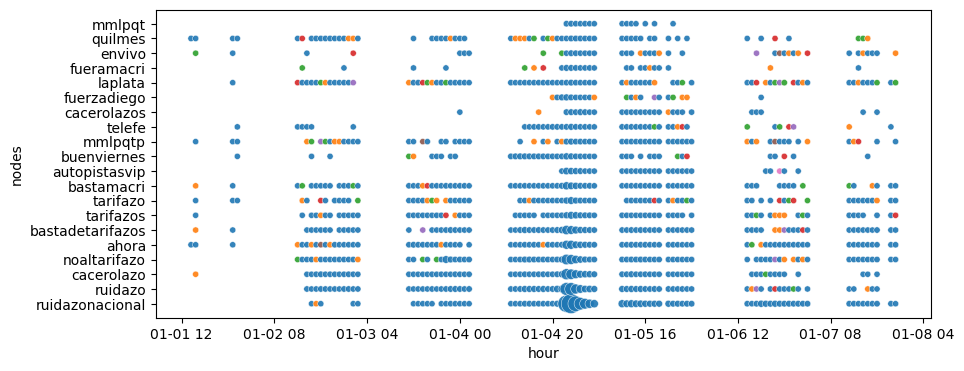 mmlpqt
quilmes
envivo
fueramacri
laplata
fuerzadiego
cacerolazos
telefe
mmlpqtp
buenviernes
autopistasvip
bastamacri
tarifazo
tarifazos
bastadetarifazos
ahora
noaltarifazo
cacerolazo
ruidazo
ruidazonacional
nodes
01-01 12 01-02 08 01-03 04 01-04 00 01-04 20 01-05 16 01-06 12 01-07 08 01-08 04
hour